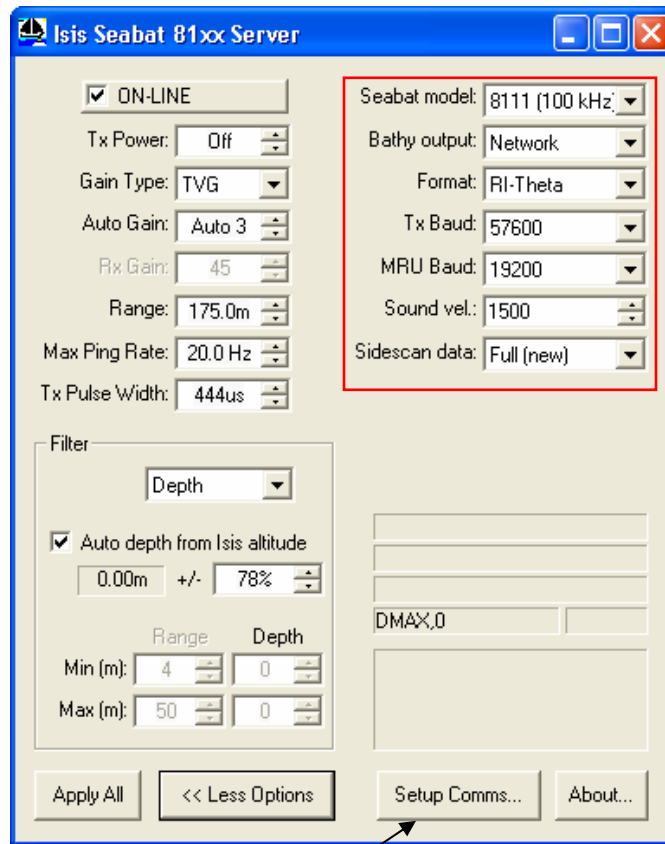 Isis Seabat 81xx Server
ON-LINE
Tx Power: Off
Gain Type: TVG
Auto Gain: Auto 3
Rx Gain: 45
Range: 175.0m
Max Ping Rate: 20.0 Hz
Tx Pulse Width: 444us
Seabat model: 8111 (100 kHz)
Bathy output: Network
Format: RI-Theta
Tx Baud: 57600
MRU Baud: 19200
Sound vel.: 1500
Sidescan data: Full (new)
Filter
Depth
Auto depth from Isis altitude
0.00m +/- 78%
Range Depth
Min (m): 4 0
Max (m): 50 0
DMAX,0
Apply All << Less Options Setup Comms... About...